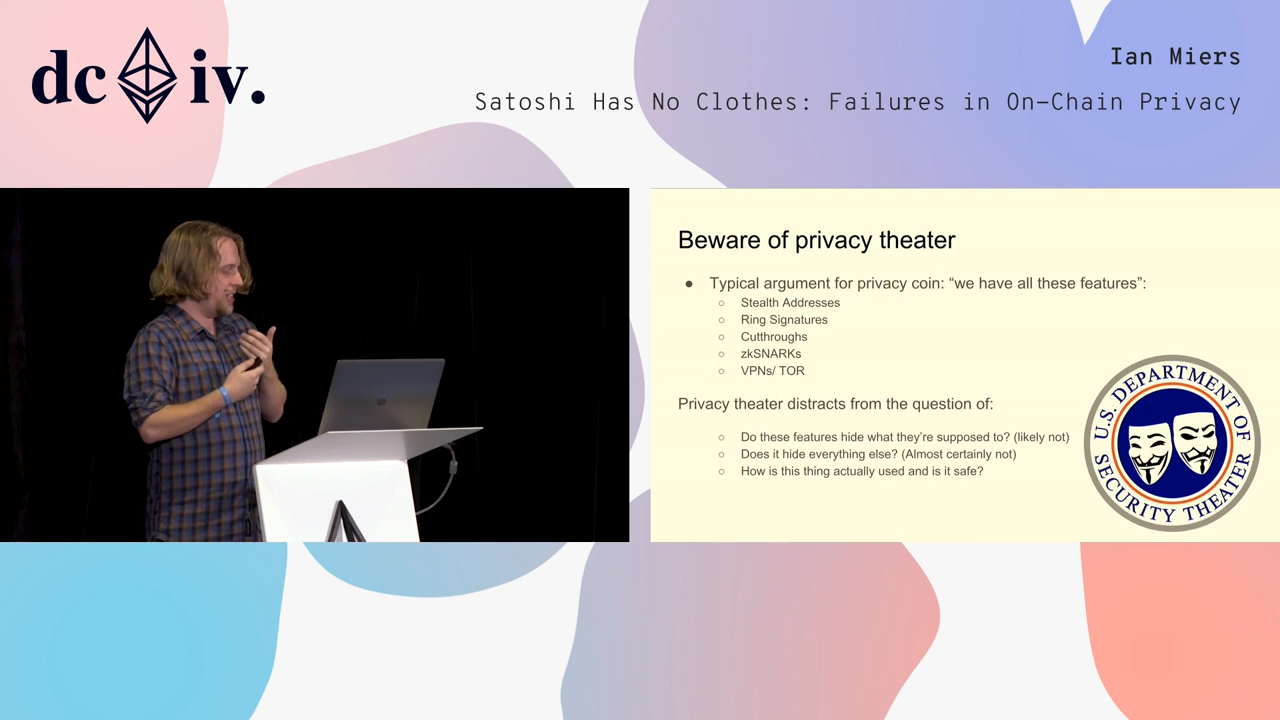 dc iv.
Ian Miers
Satoshi Has No Clothes: Failures in On-Chain Privacy
Beware of privacy theater
● Typical argument for privacy coin: “we have all these features”:
○ Stealth Addresses
○ Ring Signatures
○ Cutthroughs
○ zkSNARKs
○ VPNs/ TOR
Privacy theater distracts from the question of:
○ Do these features hide what they’re supposed to? (likely not)
○ Does it hide everything else? (Almost certainly not)
○ How is this thing actually used and is it safe?
U.S. DEPARTMENT OF
SECURITY THEATER